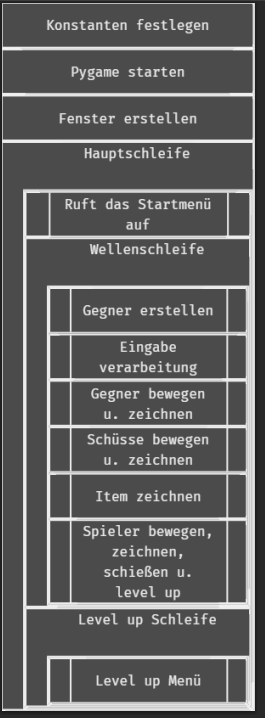 Konstanten festlegen
Pygame starten
Fenster erstellen
Hauptschleife
Ruft das Startmenü
auf
Wellenschleife
Gegner erstellen
Eingabe
verarbeitung
Gegner bewegen
u. zeichnen
Schüsse bewegen
u. zeichnen
Item zeichnen
Spieler bewegen,
zeichnen,
schießen u.
level up
Level up Schleife
Level up Menü